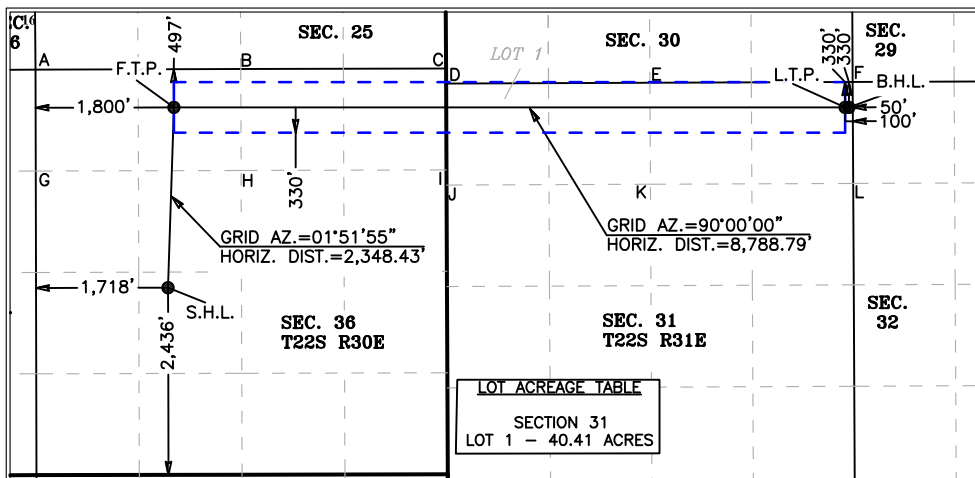 C.
6
497'
SEC. 25
SEC. 30
330'
330'
SEC.
29
A
B
C
LOT 1
D
E
F
F.T.P.
L.T.P.
B.H.L.
1,800'
50'
100'
G
H
330'
I
J
K
L
GRID AZ.=01°51'55"
HORIZ. DIST.=2,348.43'
GRID AZ.=90°00'00"
HORIZ. DIST.=8,788.79'
1,718'
S.H.L.
2,436'
SEC. 36
T22S R30E
SEC. 31
T22S R31E
SEC.
32
LOT ACREAGE TABLE
SECTION 31
LOT 1 – 40.41 ACRES